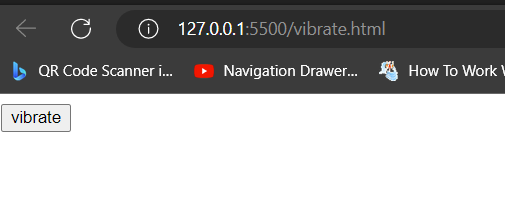 127.0.0.1:5500/vibrate.html
QR Code Scanner i... Navigation Drawer... How To Work
vibrate